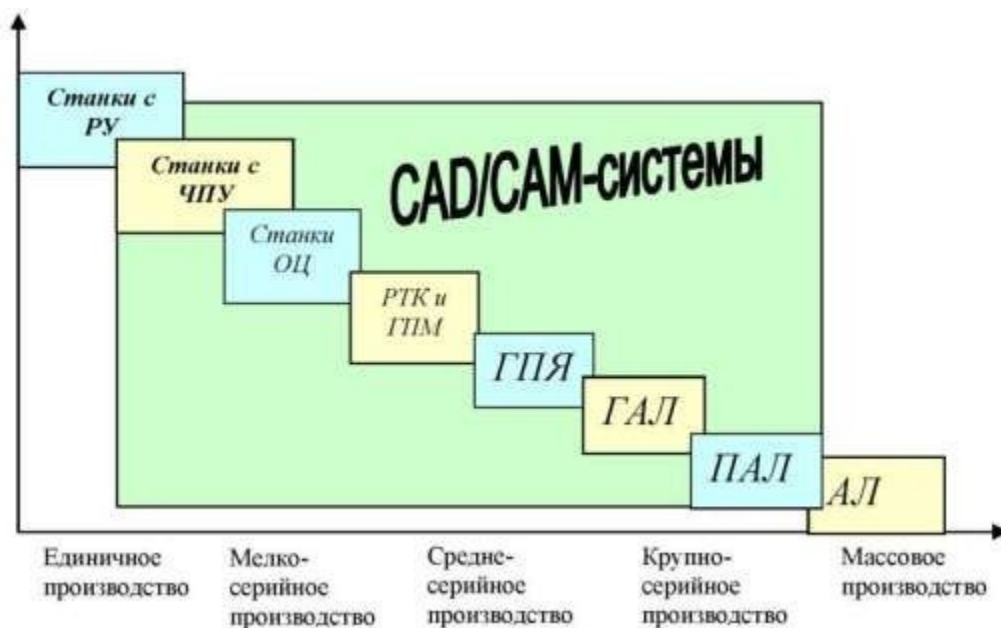 Станки с
РУ
Станки с
ЧПУ
CAD/CAM-системы
Станки
ОЦ
РТК и
ГПМ
ГПЯ
ГАЛ
ПАЛ
АЛ
Единичное
производство
Мелко-
серийное
производство
Средне-
серийное
производство
Крупно-
серийное
производство
Массовое
производство